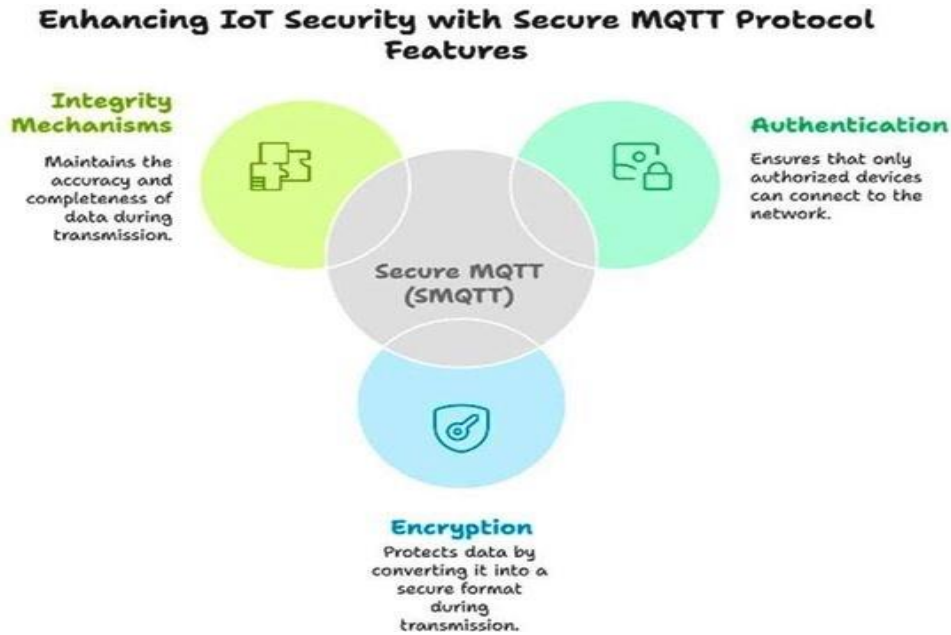 Enhancing IoT Security with Secure MQTT Protocol
Features
Integrity
Mechanisms
Maintains the
accuracy and
completeness of
data during
transmission.
Authentication
Ensures that only
authorized devices
can connect to the
network.
Secure MQTT
(SMQTT)
Encryption
Protects data by
converting it into a
secure format
during
transmission.